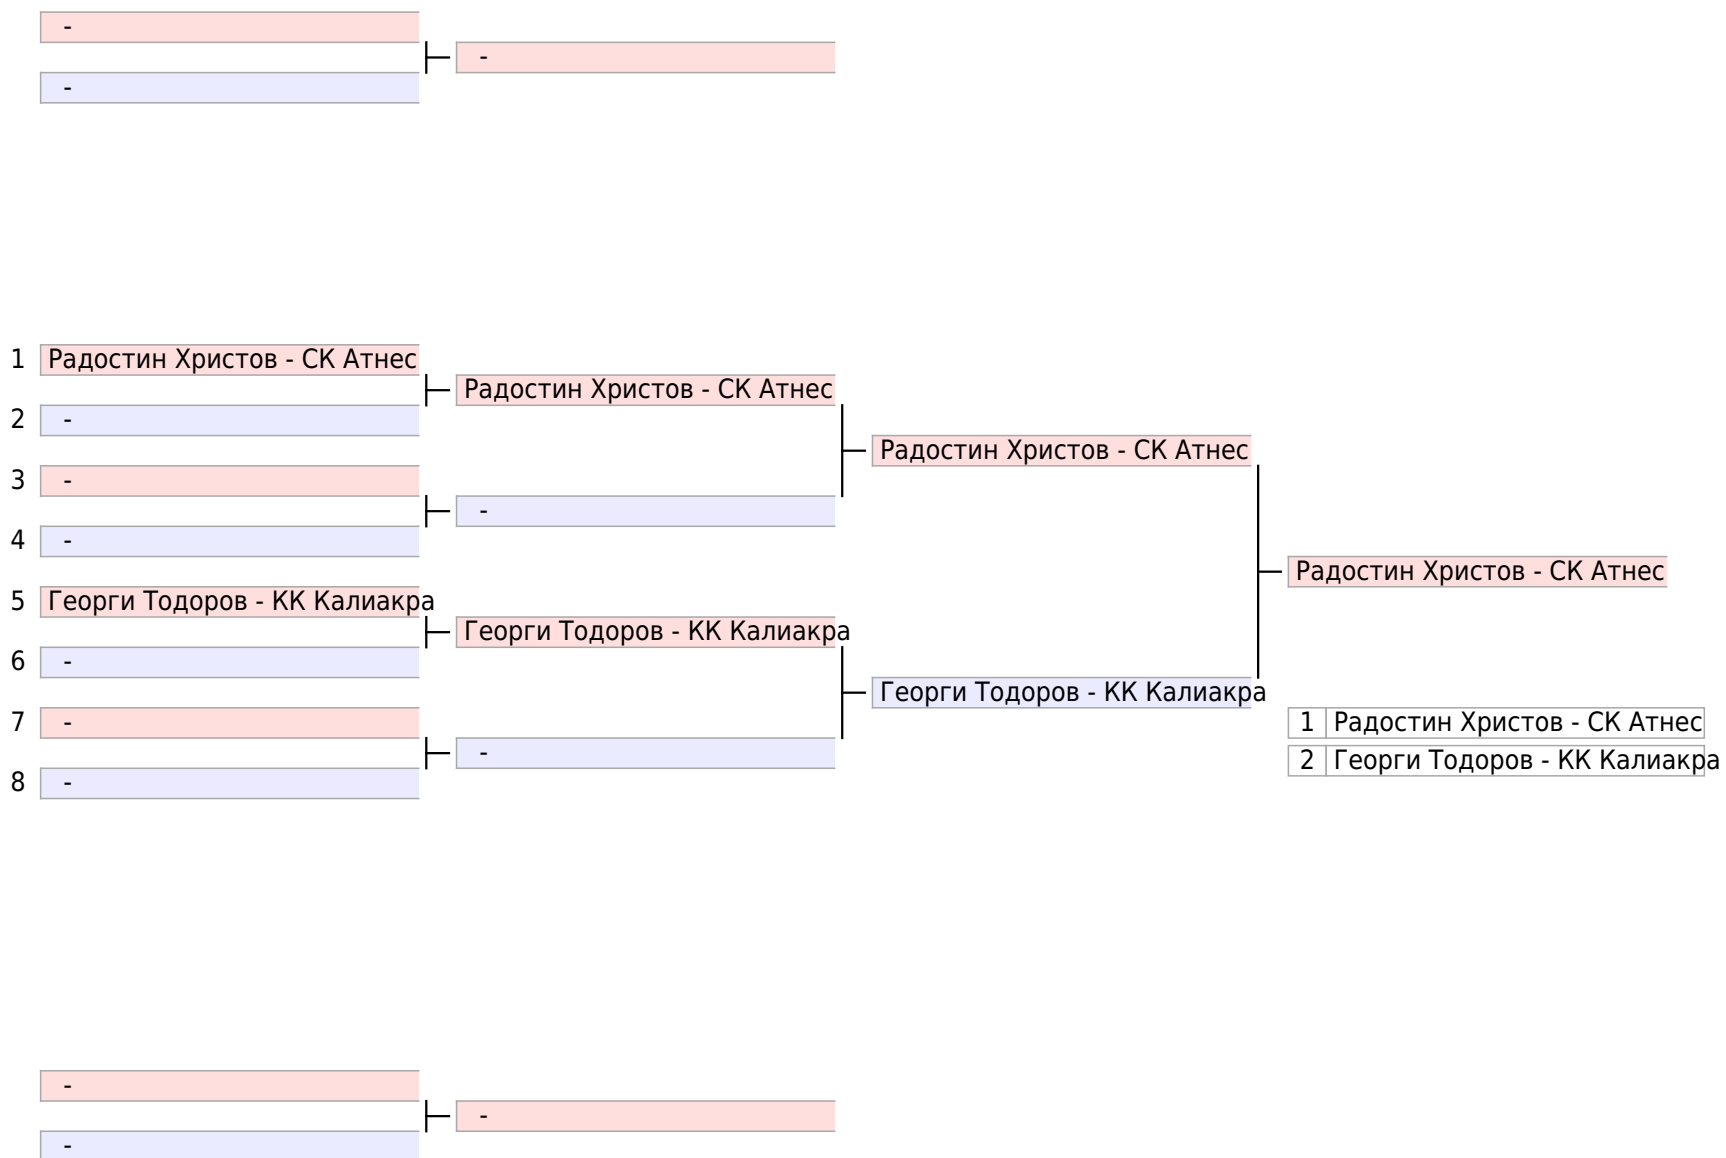 -
-
-
1 Радостин Христов - СК Атнес
Радостин Христов - СК Атнес
2 -
Радостин Христов - СК Атнес
3 -
-
4 -
Радостин Христов - СК Атнес
5 Георги Тодоров - КК Калиакра
Георги Тодоров - КК Калиакра
6 -
Георги Тодоров - КК Калиакра
7 -
1 Радостин Христов - СК Атнес
-
2 Георги Тодоров - КК Калиакра
8 -
-
-
-